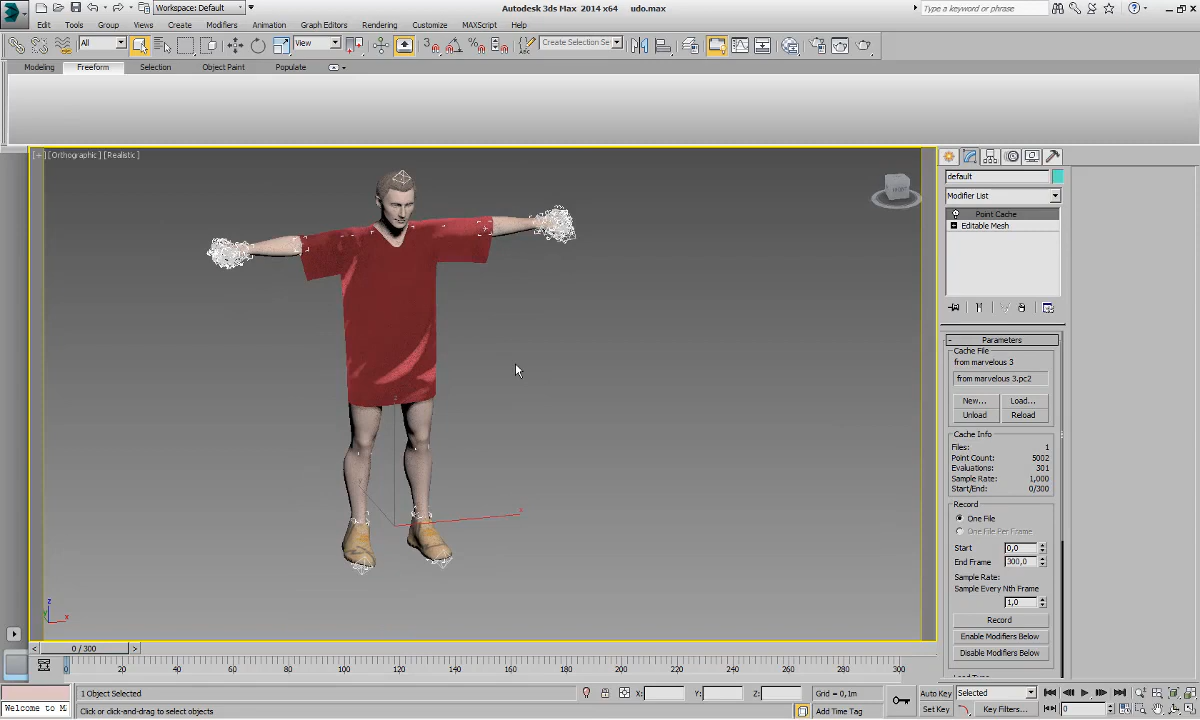 Workspace: Default
Autodesk 3ds Max 2014 x64 udo.max
Type a keyword or phrase
Edit Tools Group Views Create Modifiers Animation Graph Editors Rendering Customize MAXScript Help
All
View
Create Selection Se
Modeling Freeform Selection Object Paint Populate
[+] [Orthographic] [Realistic]
default
Modifier List
Point Cache
Editable Mesh
Parameters
Cache File
from marvelous 3
from marvelous 3.pc2
New... Load...
Unload Reload
Cache Info
Files: 1
Point Count: 5002
Evaluations: 301
Sample Rate: 1,000
Start/End: 0/300
Record
One File
One File Per Frame
Start 0,0
End Frame 300,0
Sample Rate:
Sample Every Nth Frame
1,0
Record
Enable Modifiers Below
Disable Modifiers Below
z
x
z
x
0 / 300
0 20 40 60 80 100 120 140 160 180 200 220 240 260 280 300
1 Object Selected
X: Y: Z: Grid = 0,1m
Auto Key Selected
Welcome to M
Click or click-and-drag to select objects
Add Time Tag
Set Key Key Filters...
0